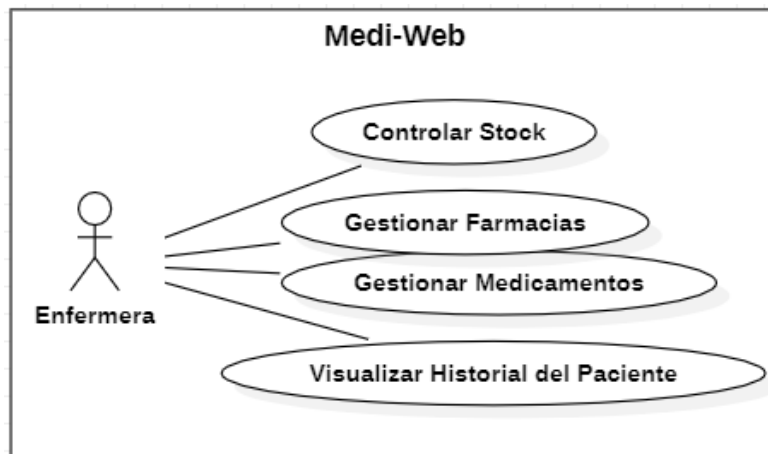 Medi-Web
Controlar Stock
Gestionar Farmacias
Gestionar Medicamentos
Enfermera
Visualizar Historial del Paciente